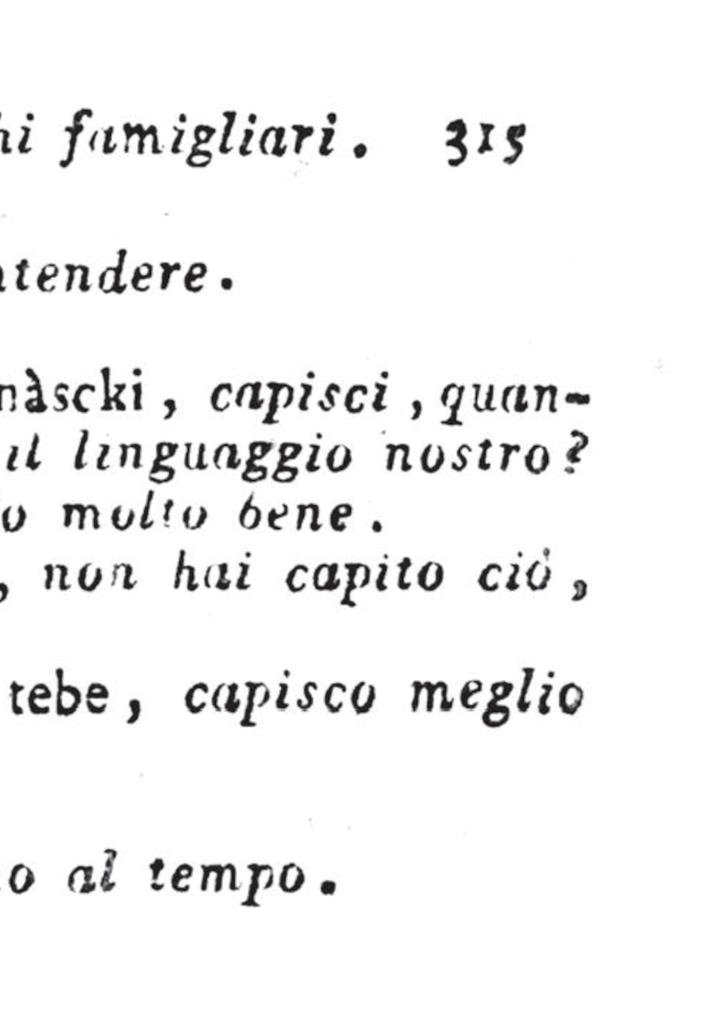 hi famigliari. 315
ntendere.
nàscki, capisci, quan-
il linguaggio nostro?
o molto bene.
, non hai capito ciò,
tebe, capisco meglio
no al tempo.